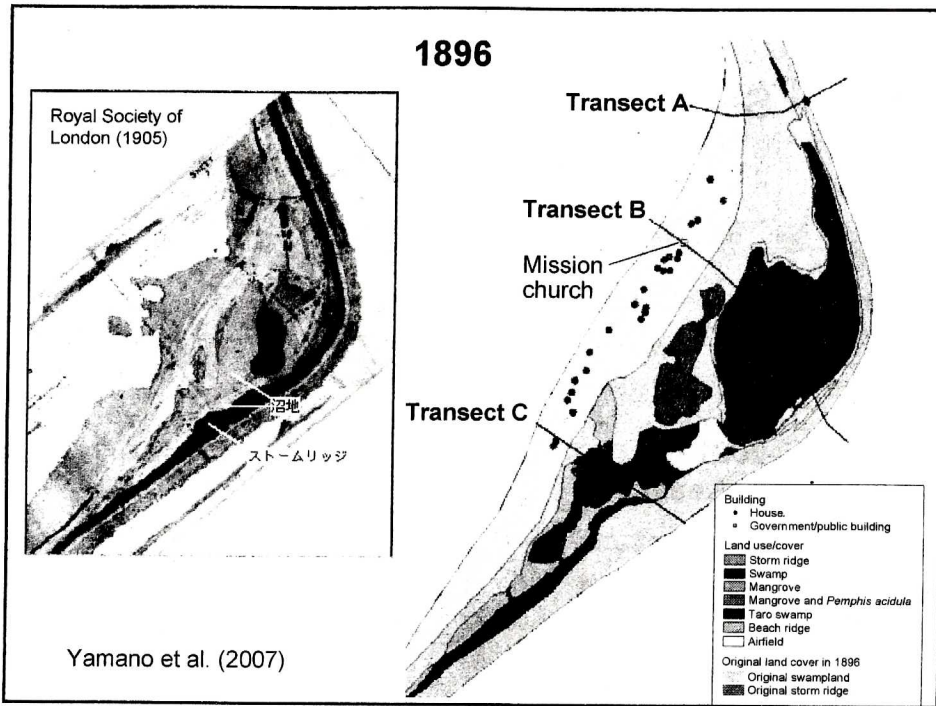 1896
Royal Society of
London (1905)
沼地
ストームリッジ
Transect A
Transect B
Mission
church
Transect C
Building
House.
Government/public building
Land use/cover
Storm ridge
Swamp
Mangrove
Mangrove and Pemphis acidula
Taro swamp
Beach ridge
Airfield
Original land cover in 1896
Original swampland
Original storm ridge
Yamano et al. (2007)